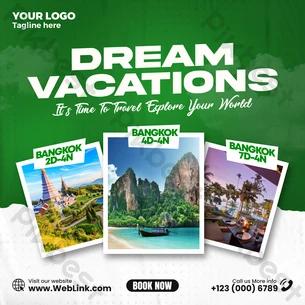 YOUR LOGO
Tagline here
DREAM
VACATIONS
It's Time To Travel Explore Your World
BANGKOK
2D-4N
BANGKOK
4D-4N
BANGKOK
7D-4N
Visit our website
www.WebLink.com
BOOK NOW
Call Us More Info
+123 (000) 6789